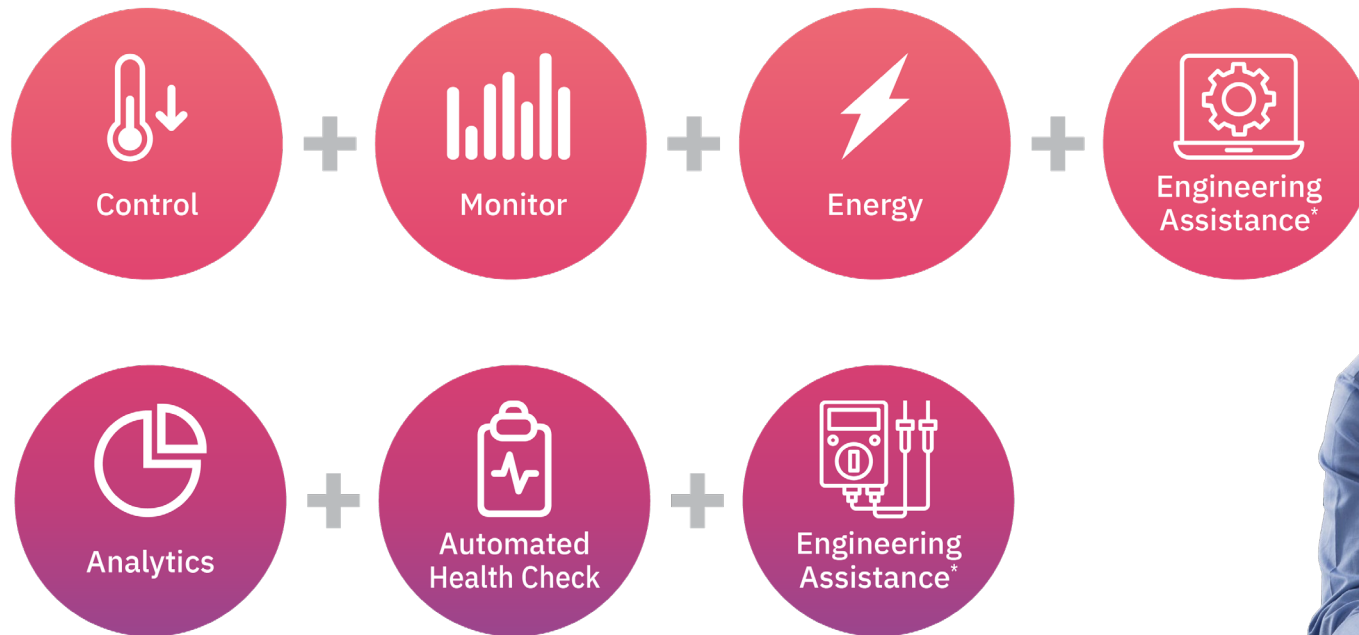 Control
Monitor
Energy
Engineering
Assistance*
Analytics
Automated
Health Check
Engineering
Assistance*